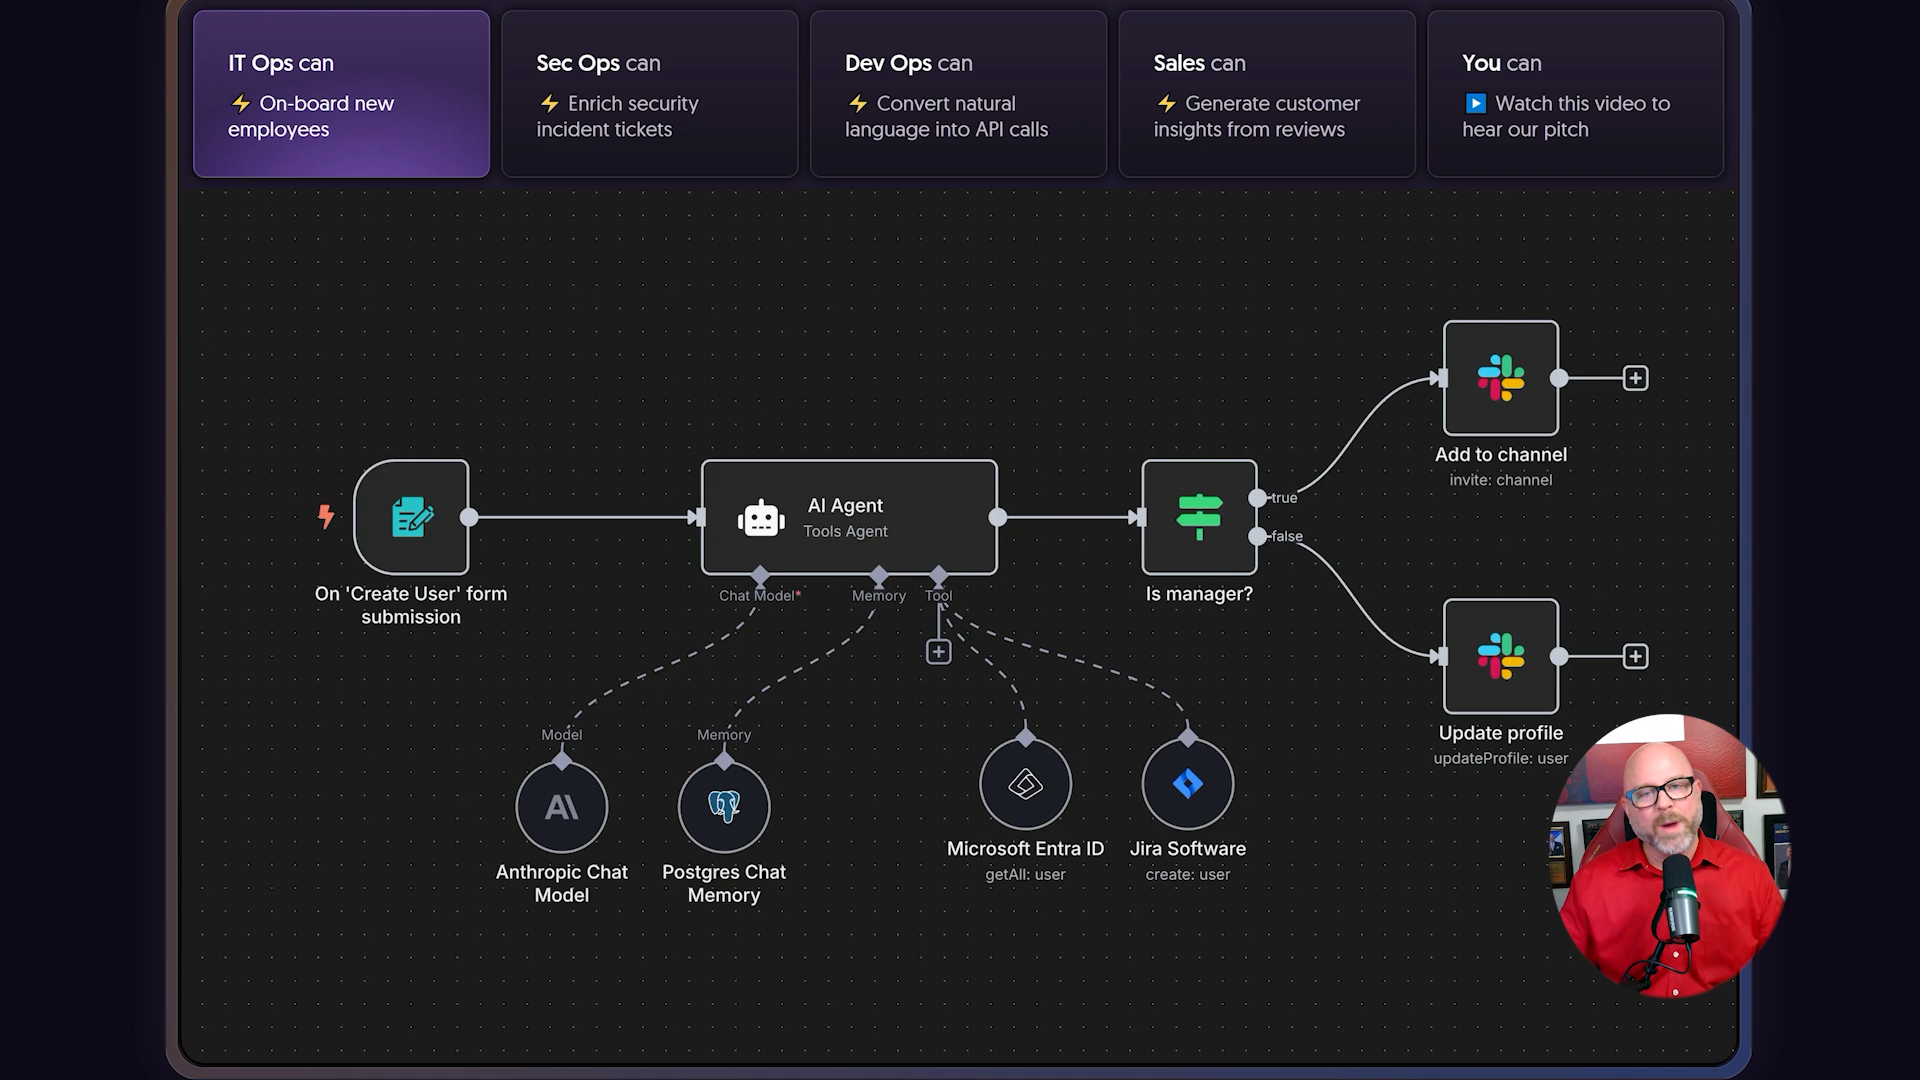 IT Ops can
⚡ On-board new
employees
Sec Ops can
⚡ Enrich security
incident tickets
Dev Ops can
⚡ Convert natural
language into API calls
Sales can
⚡ Generate customer
insights from reviews
You can
▶️ Watch this video to
hear our pitch
On 'Create User' form
submission
AI Agent
Tools Agent
Chat Model*
Memory
Tool
Is manager?
true
false
Add to channel
invite: channel
Update profile
updateProfile: user
Model
Anthropic Chat
Model
Memory
Postgres Chat
Memory
Microsoft Entra ID
getAll: user
Jira Software
create: user